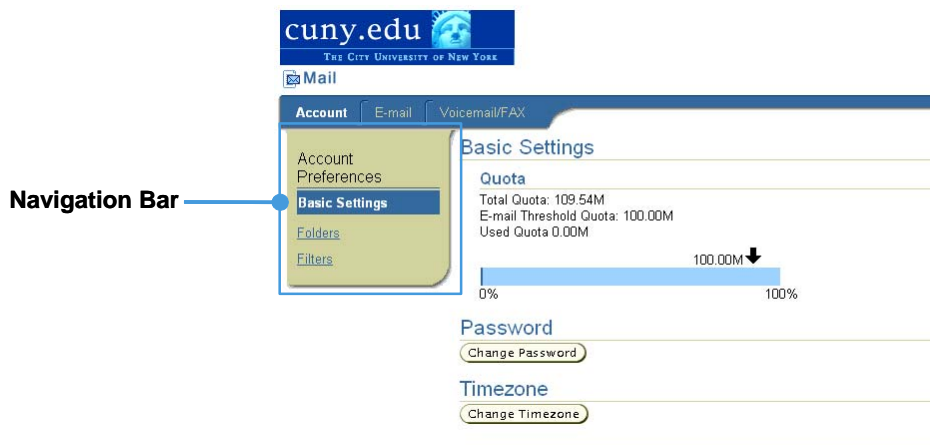 cuny.edu
THE CITY UNIVERSITY OF NEW YORK
Mail
Account E-mail Voicemail/FAX
Basic Settings
Account
Preferences
Basic Settings
Folders
Filters
Navigation Bar
Quota
Total Quota: 109.54M
E-mail Threshold Quota: 100.00M
Used Quota 0.00M
100.00M
0% 100%
Password
Change Password
Timezone
Change Timezone